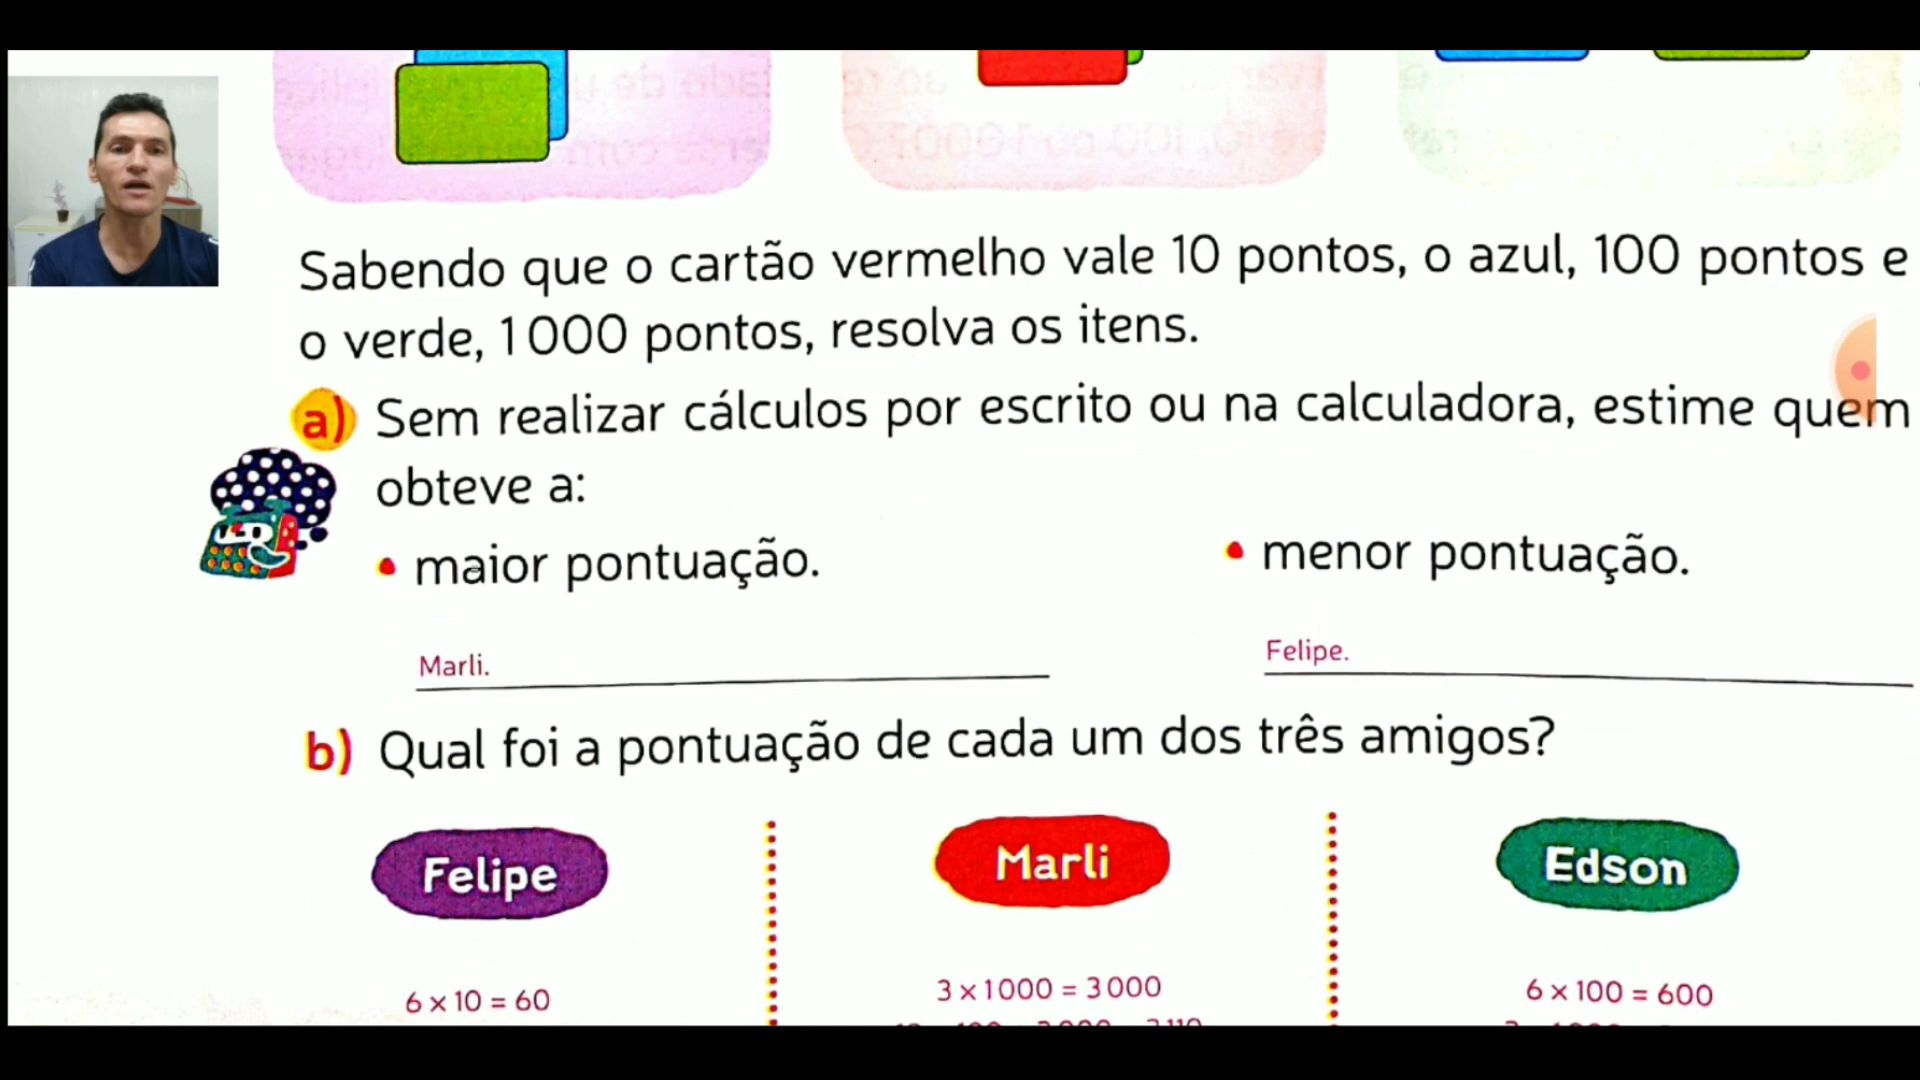 Sabendo que o cartão vermelho vale 10 pontos, o azul, 100 pontos e
o verde, 1 000 pontos, resolva os itens.
a) Sem realizar cálculos por escrito ou na calculadora, estime quem
obteve a:
• maior pontuação. • menor pontuação.
Marli. Felipe.
b) Qual foi a pontuação de cada um dos três amigos?
Felipe Marli Edson
6 x 10 = 60 3 x 1000 = 3 000 6 x 100 = 600